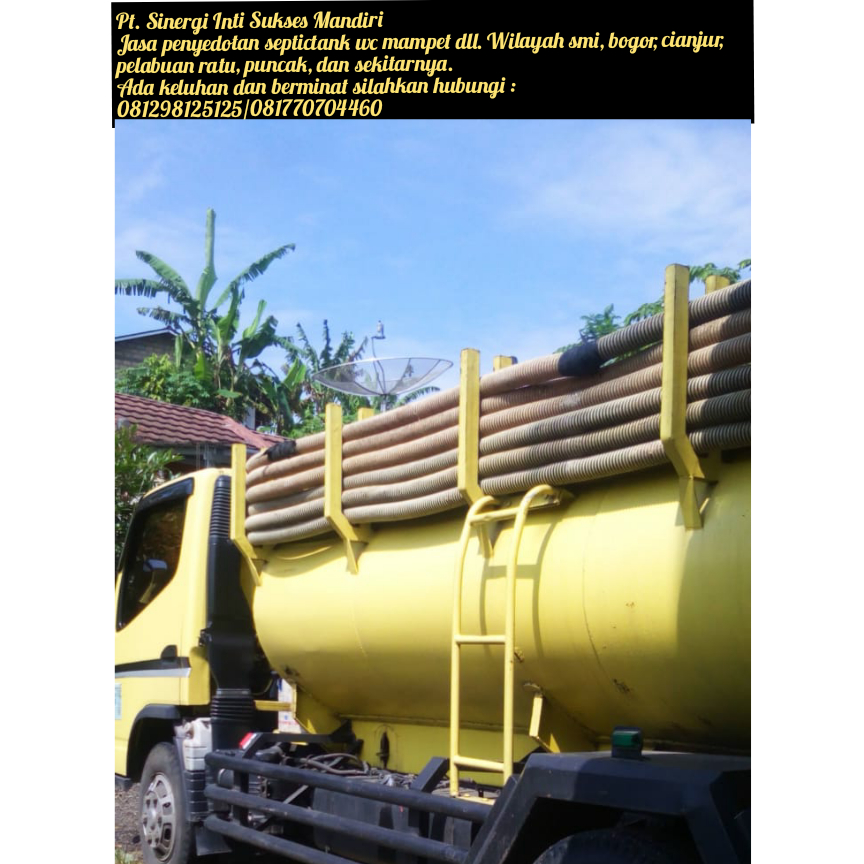 Pt. Sinergi Inti Sukses Mandiri
Jasa penyedotan septictank wc mampet dll. Wilayah smi, bogor, cianjur,
pelabuan ratu, puncak, dan sekitarnya.
Ada keluhan dan berminat silahkan hubungi :
081298125125/081770704460